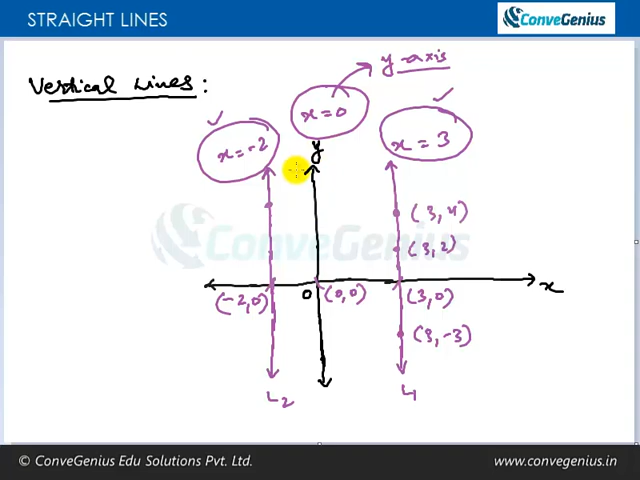 STRAIGHT LINES
ConveGenius
Vertical Lines :
y axis
x=0
x=-2
x=3
y
(3,4)
(3,2)
ConveGenius
(-2,0)
0
(0,0)
(3,0)
x
(3,-3)
L2
L1
© ConveGenius Edu Solutions Pvt. Ltd.
www.convegenius.in